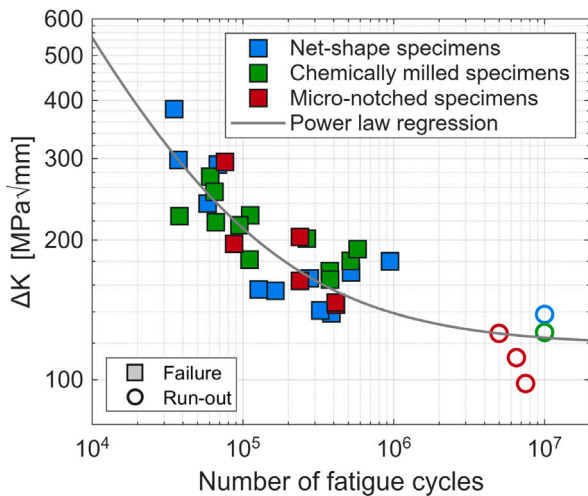 600
500
400
300
200
100
ΔK [MPa√mm]
Net-shape specimens
Chemically milled specimens
Micro-notched specimens
Power law regression
Failure
Run-out
10⁴
10⁵
10⁶
10⁷
Number of fatigue cycles